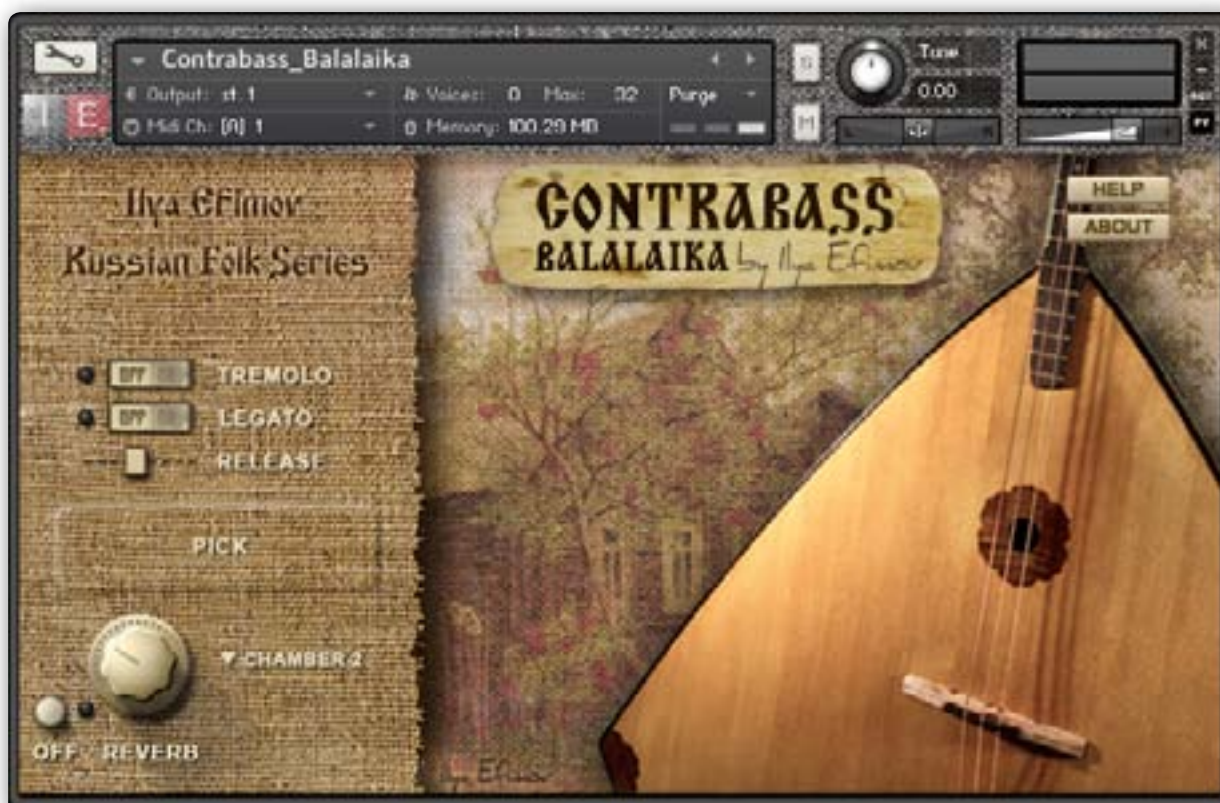 Contrabass_Balalaika
Output: st. 1
Voices: 0 Max: 32 Purge
Midi Ch: [A] 1
Memory: 100.29 MB
S
M
Tune
0.00
L R
E
Ilya Efimov
Russian Folk Series
CONTRABASS
BALALAIKA by Ilya Efimov
HELP
ABOUT
OFF TREMOLO
OFF LEGATO
RELEASE
PICK
CHAMBER 2
OFF / REVERB
Efimov